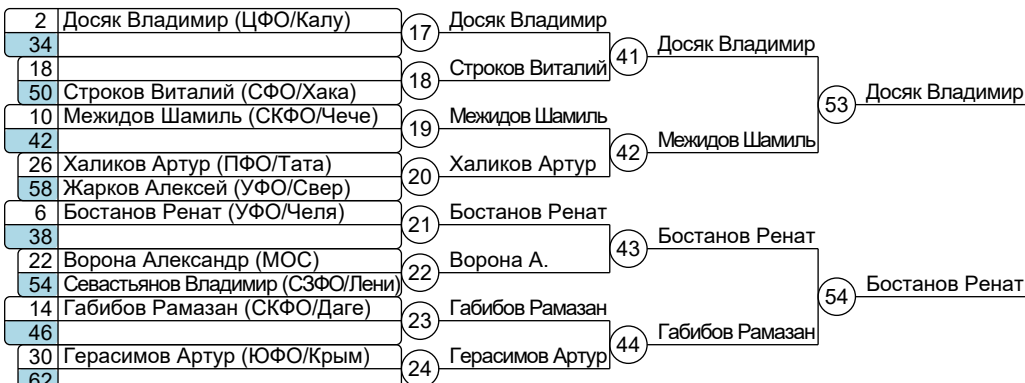 2 Досяк Владимир (ЦФО/Калу)
34
17
Досяк Владимир
18
50 Строков Виталий (СФО/Хака)
18
Строков Виталий
41
Досяк Владимир
10 Межидов Шамиль (СКФО/Чече)
42
19
Межидов Шамиль
26 Халиков Артур (ПФО/Тата)
58 Жарков Алексей (УФО/Свер)
20
Халиков Артур
42
Межидов Шамиль
53
Досяк Владимир
6 Бостанов Ренат (УФО/Челя)
38
21
Бостанов Ренат
22 Ворона Александр (МОС)
54 Севастьянов Владимир (СЗФО/Лени)
22
Ворона А.
43
Бостанов Ренат
14 Габибов Рамазан (СКФО/Даге)
46
23
Габибов Рамазан
30 Герасимов Артур (ЮФО/Крым)
62
24
Герасимов Артур
44
Габибов Рамазан
54
Бостанов Ренат